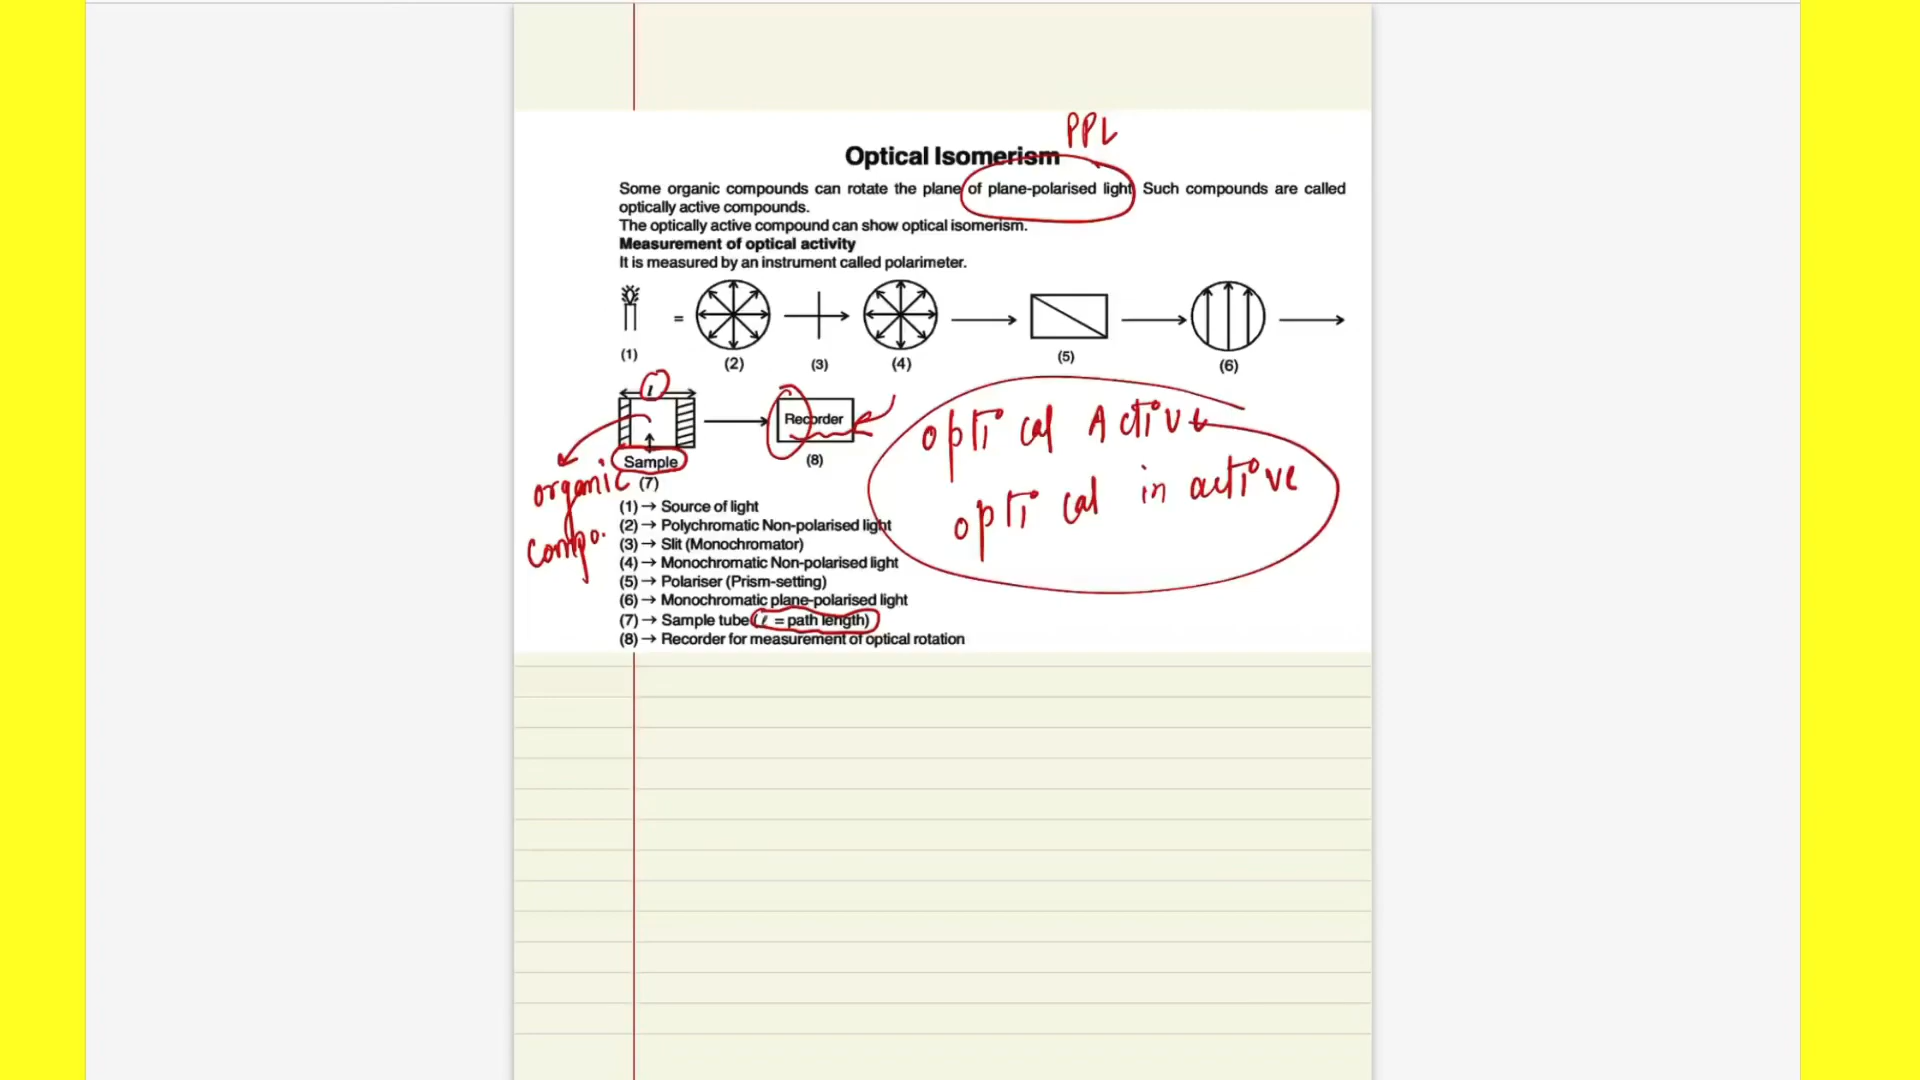 PPL
Optical Isomerism
Some organic compounds can rotate the plane of plane-polarised light. Such compounds are called
optically active compounds.
The optically active compound can show optical isomerism.
Measurement of optical activity
It is measured by an instrument called polarimeter.
=
(1) (2) (3) (4) (5) (6)
l
Recorder
Sample
(7)
(8)
organic
compo.
optical Active
optical in active
(1) → Source of light
(2) → Polychromatic Non-polarised light
(3) → Slit (Monochromator)
(4) → Monochromatic Non-polarised light
(5) → Polariser (Prism-setting)
(6) → Monochromatic plane-polarised light
(7) → Sample tube (ℓ = path length)
(8) → Recorder for measurement of optical rotation